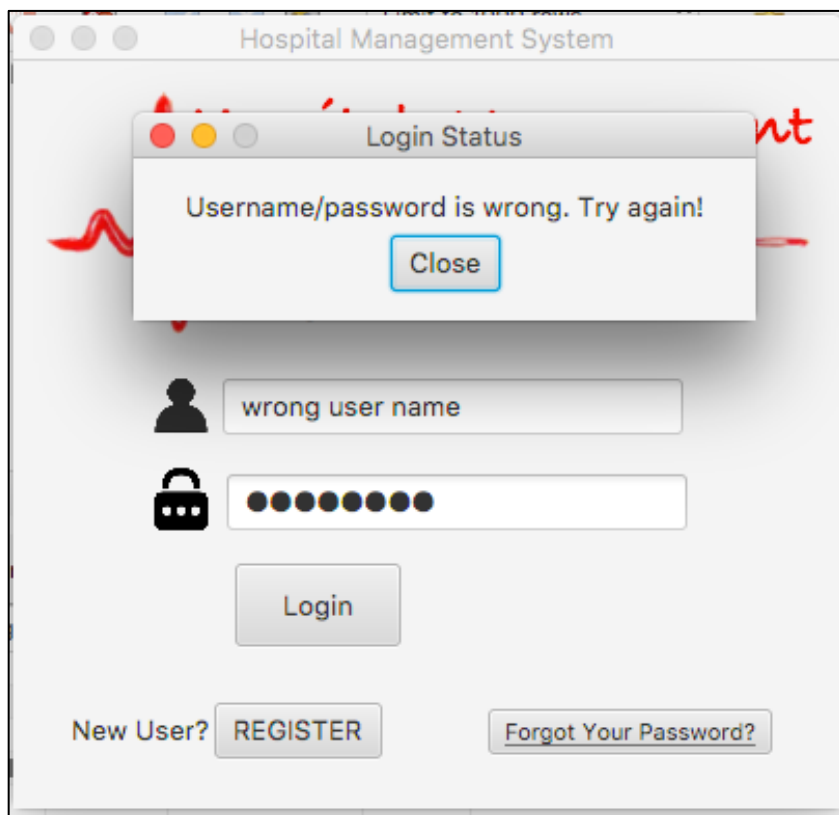 Hospital Management System
Login Status
Username/password is wrong. Try again!
Close
wrong user name
Login
New User? REGISTER
Forgot Your Password?